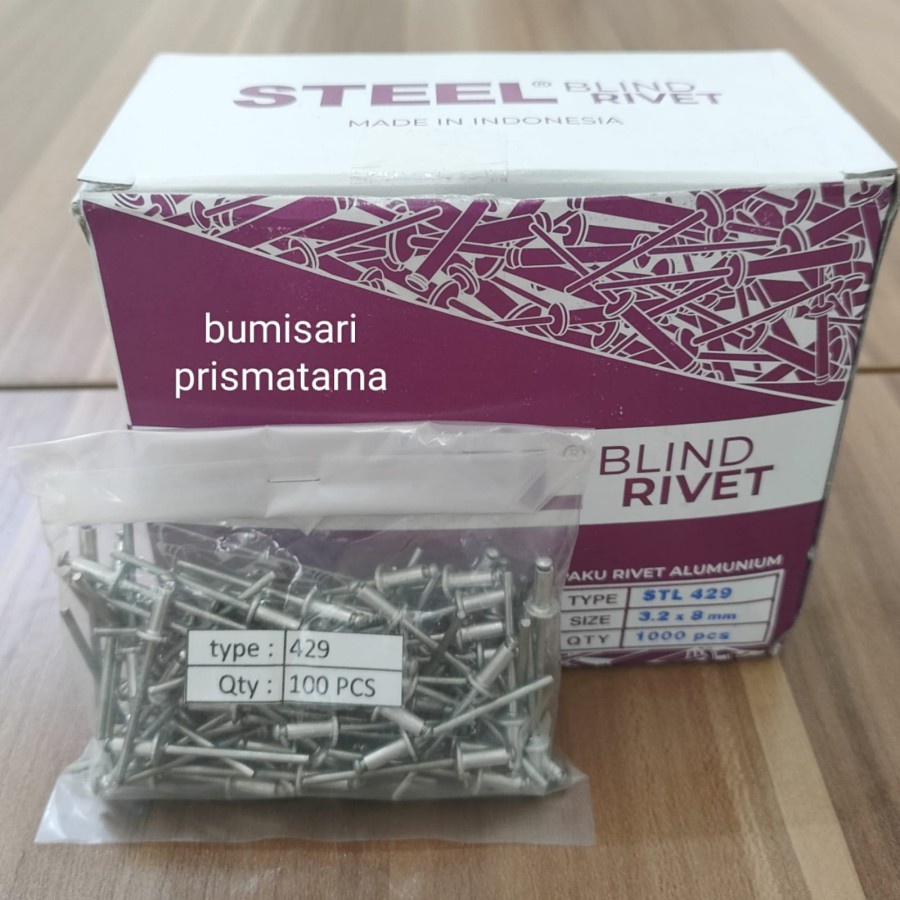 STEEL® BLIND RIVET
MADE IN INDONESIA
bumisari
prismatama
® BLIND
RIVET
PAKU RIVET ALUMUNIUM
TYPE STL 429
SIZE 3.2 x 8 mm
QTY 1000 pcs
type : 429
Qty : 100 PCS